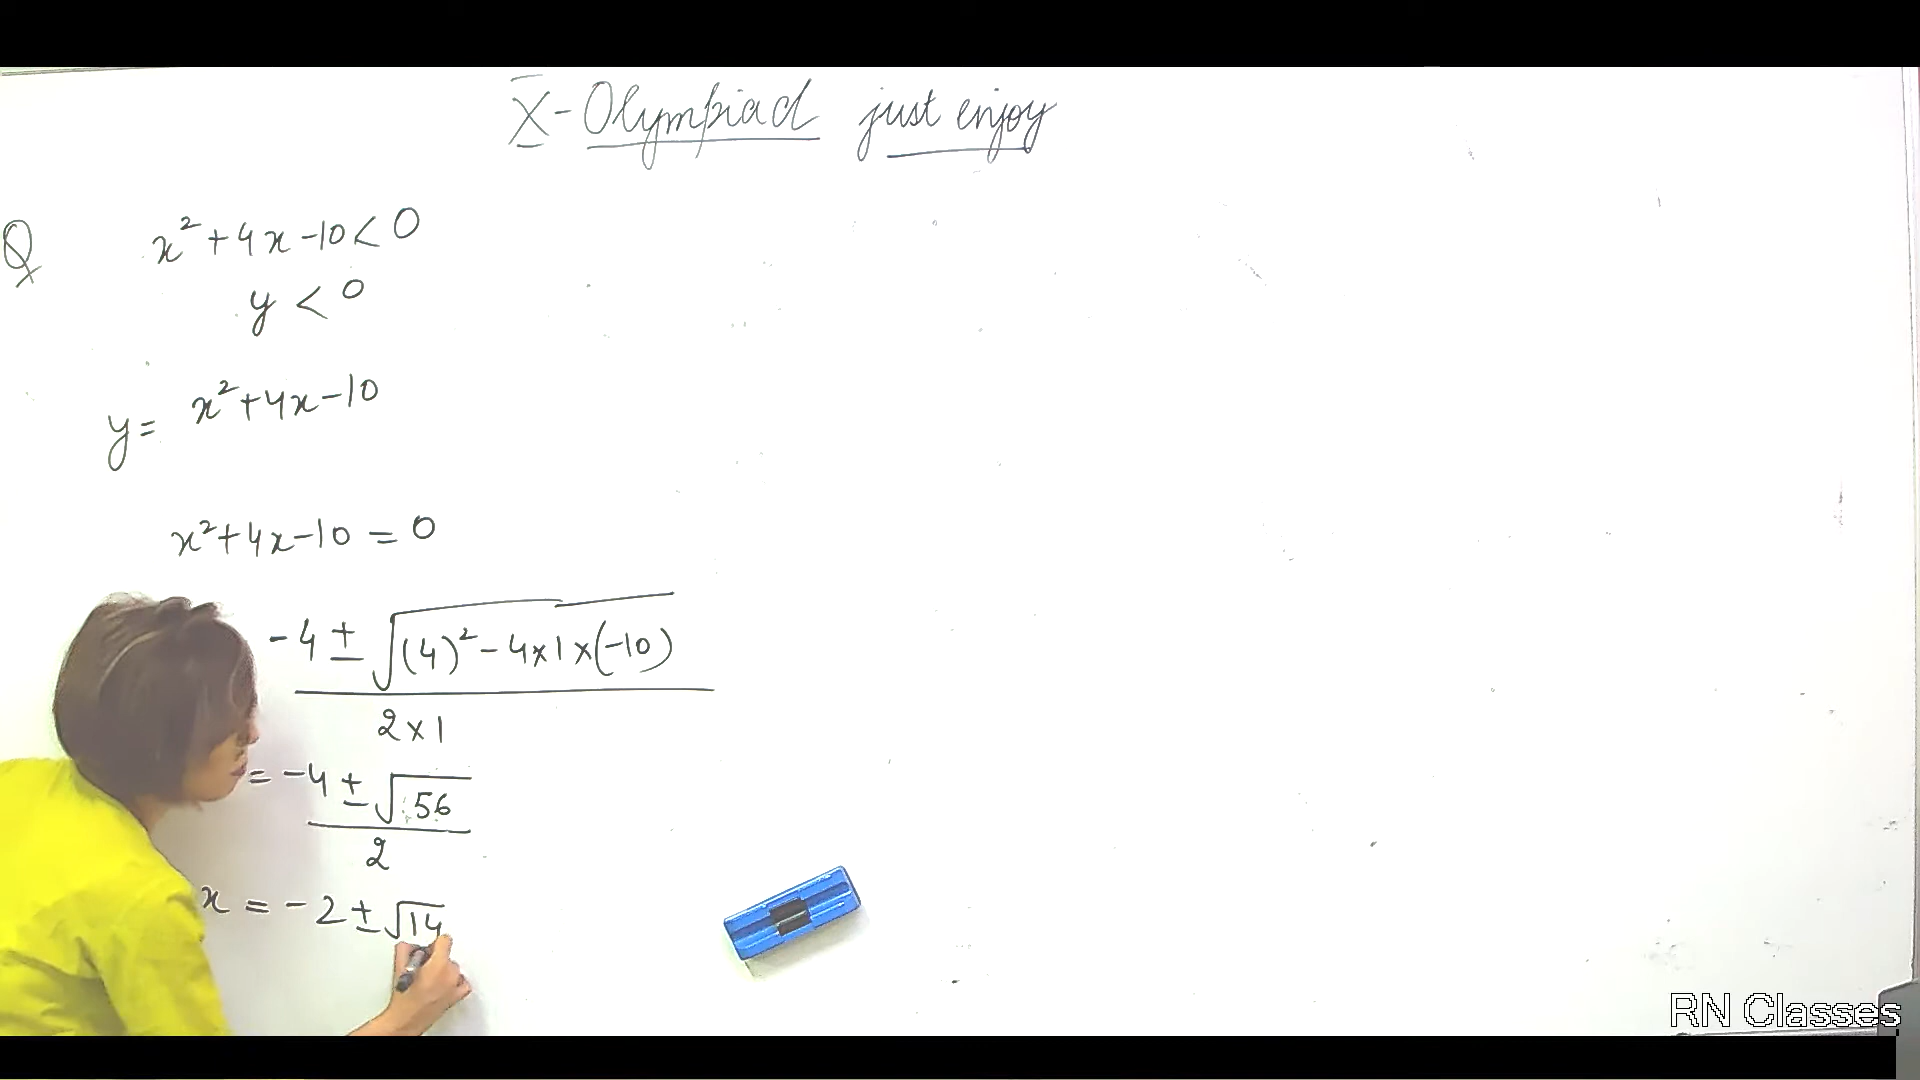 X-Olympiad just enjoy
Q x² + 4x - 10 < 0
y < 0
y = x² + 4x - 10
x² + 4x - 10 = 0
-4 ± √(4)² - 4×1×(-10)
2×1
= -4 ± √56
2
x = -2 ± √14
RN Classes